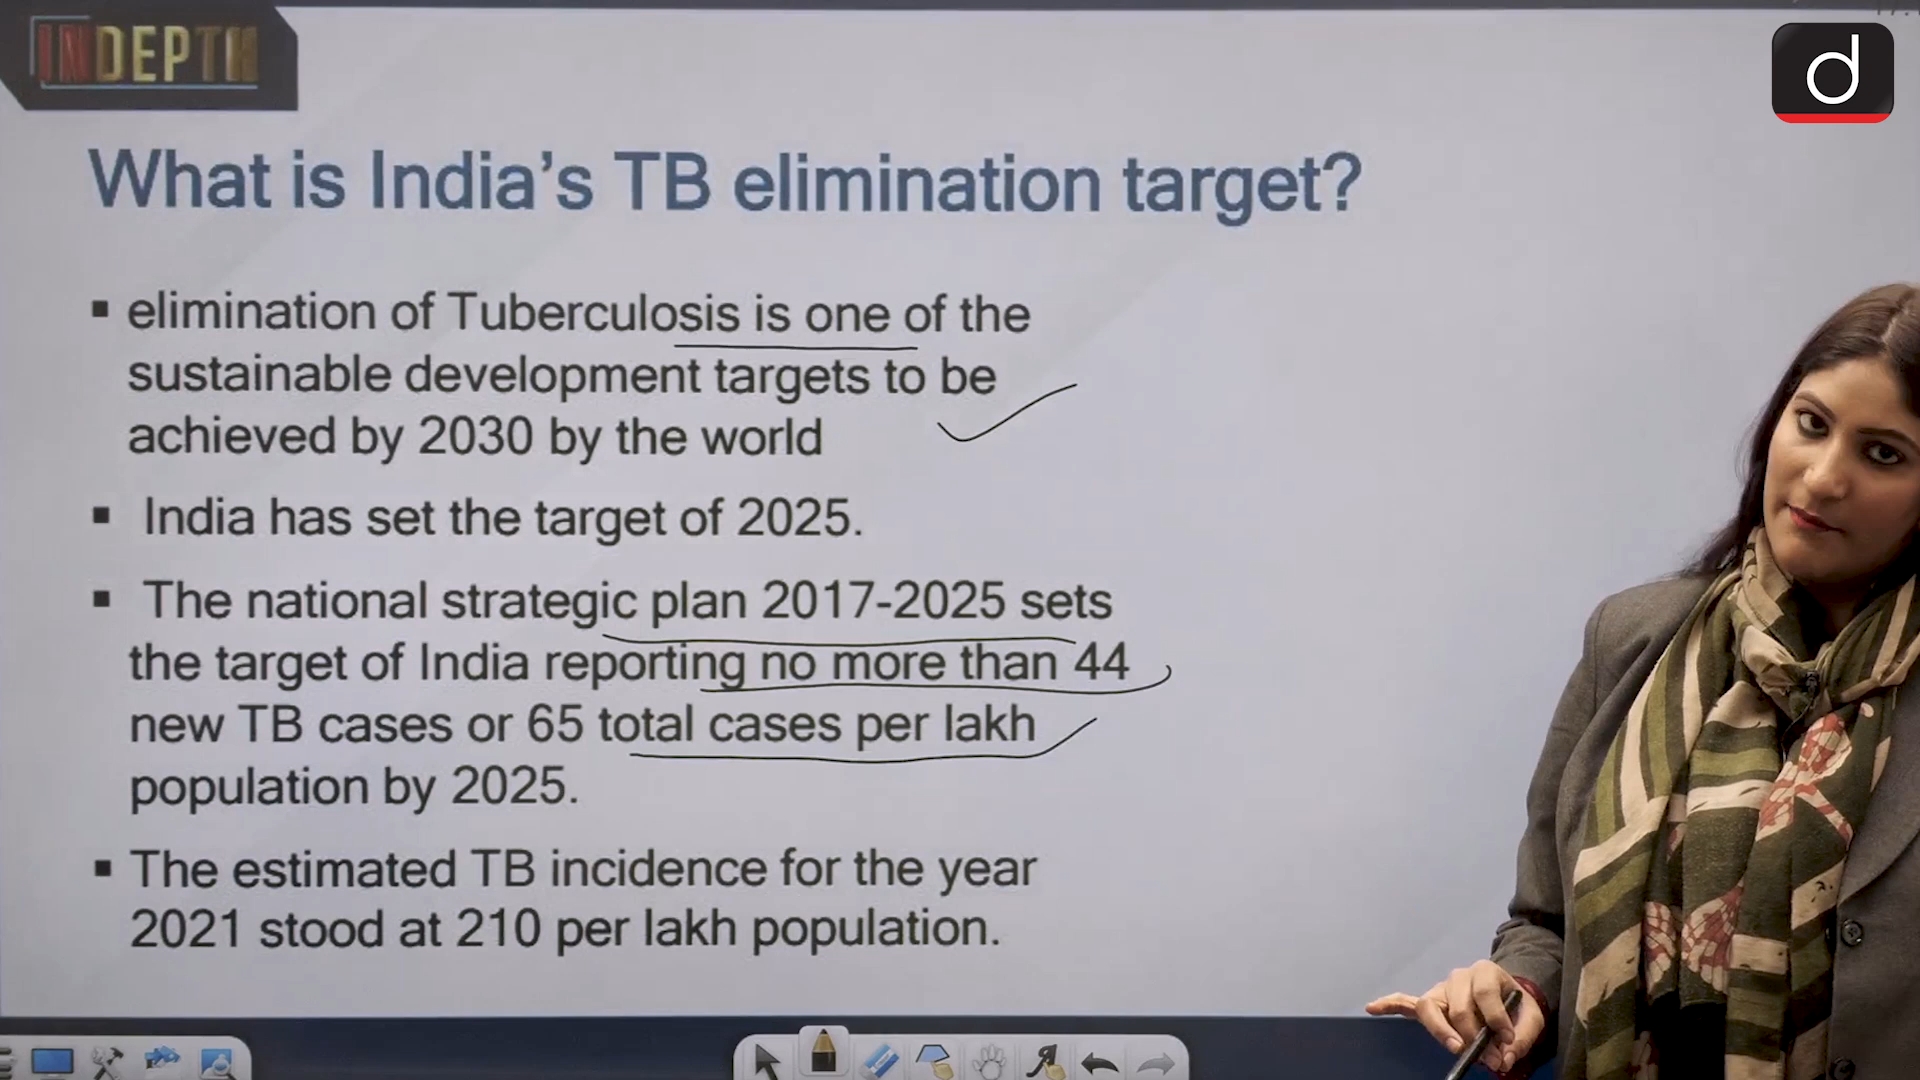 INDEPTH
d
What is India's TB elimination target?
▪ elimination of Tuberculosis is one of the
sustainable development targets to be
achieved by 2030 by the world
▪ India has set the target of 2025.
▪ The national strategic plan 2017-2025 sets
the target of India reporting no more than 44
new TB cases or 65 total cases per lakh
population by 2025.
▪ The estimated TB incidence for the year
2021 stood at 210 per lakh population.